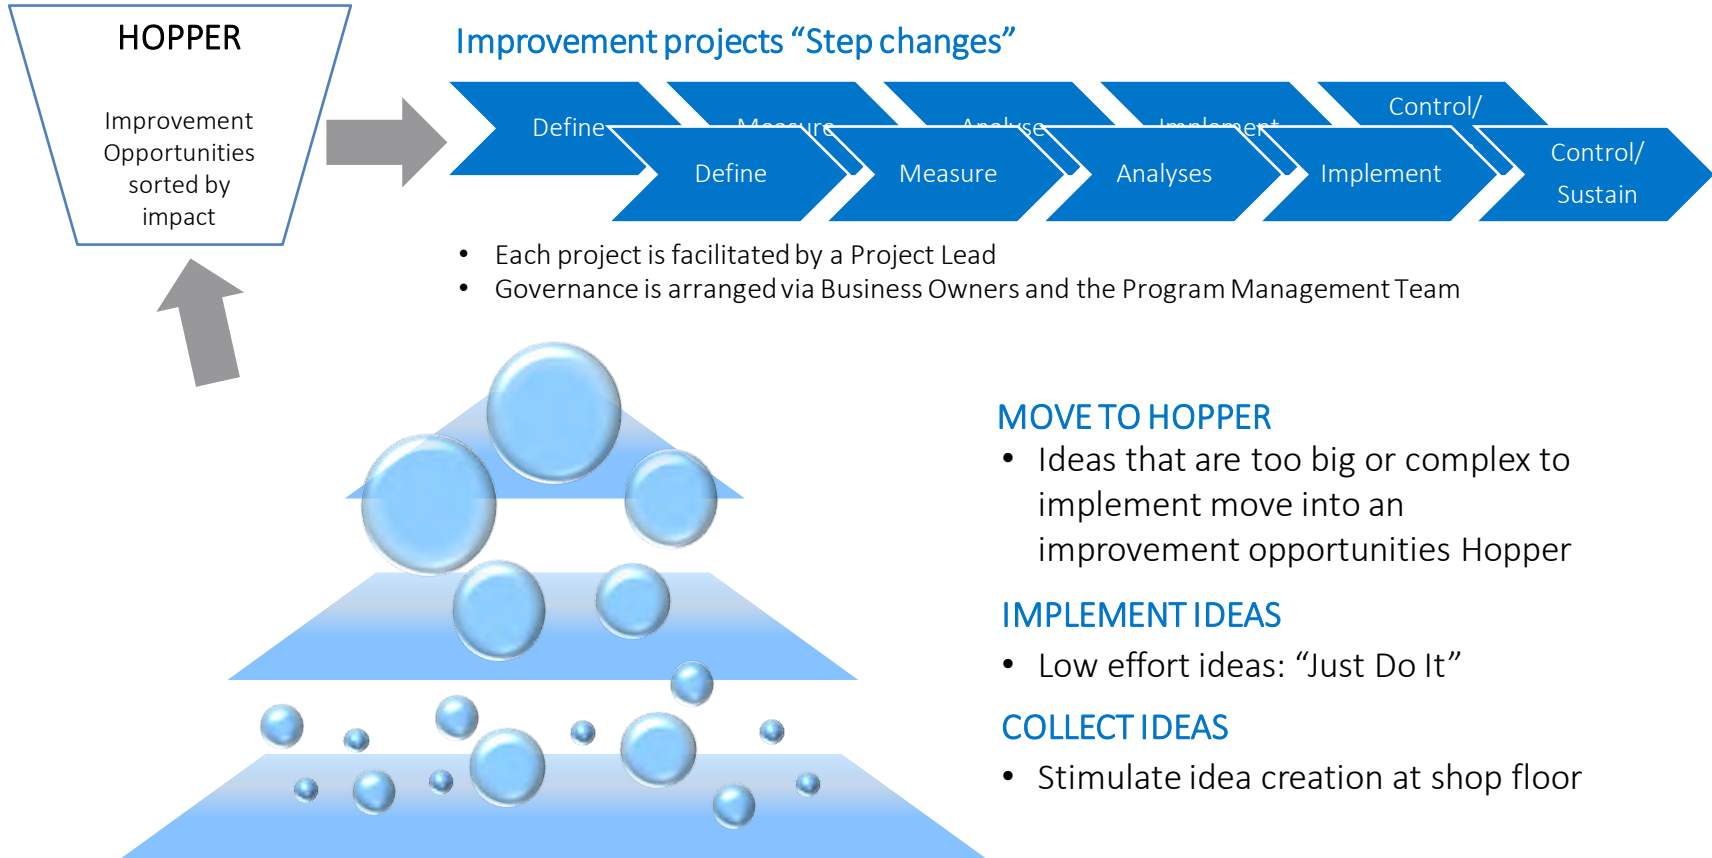 HOPPER
Improvement
Opportunities
sorted by
impact
Improvement projects “Step changes”
Define
Measure
Analyse
Implement
Control/
Define
Measure
Analyses
Implement
Control/
Sustain
• Each project is facilitated by a Project Lead
• Governance is arranged via Business Owners and the Program Management Team
MOVE TO HOPPER
• Ideas that are too big or complex to
implement move into an
improvement opportunities Hopper
IMPLEMENT IDEAS
• Low effort ideas: “Just Do It”
COLLECT IDEAS
• Stimulate idea creation at shop floor